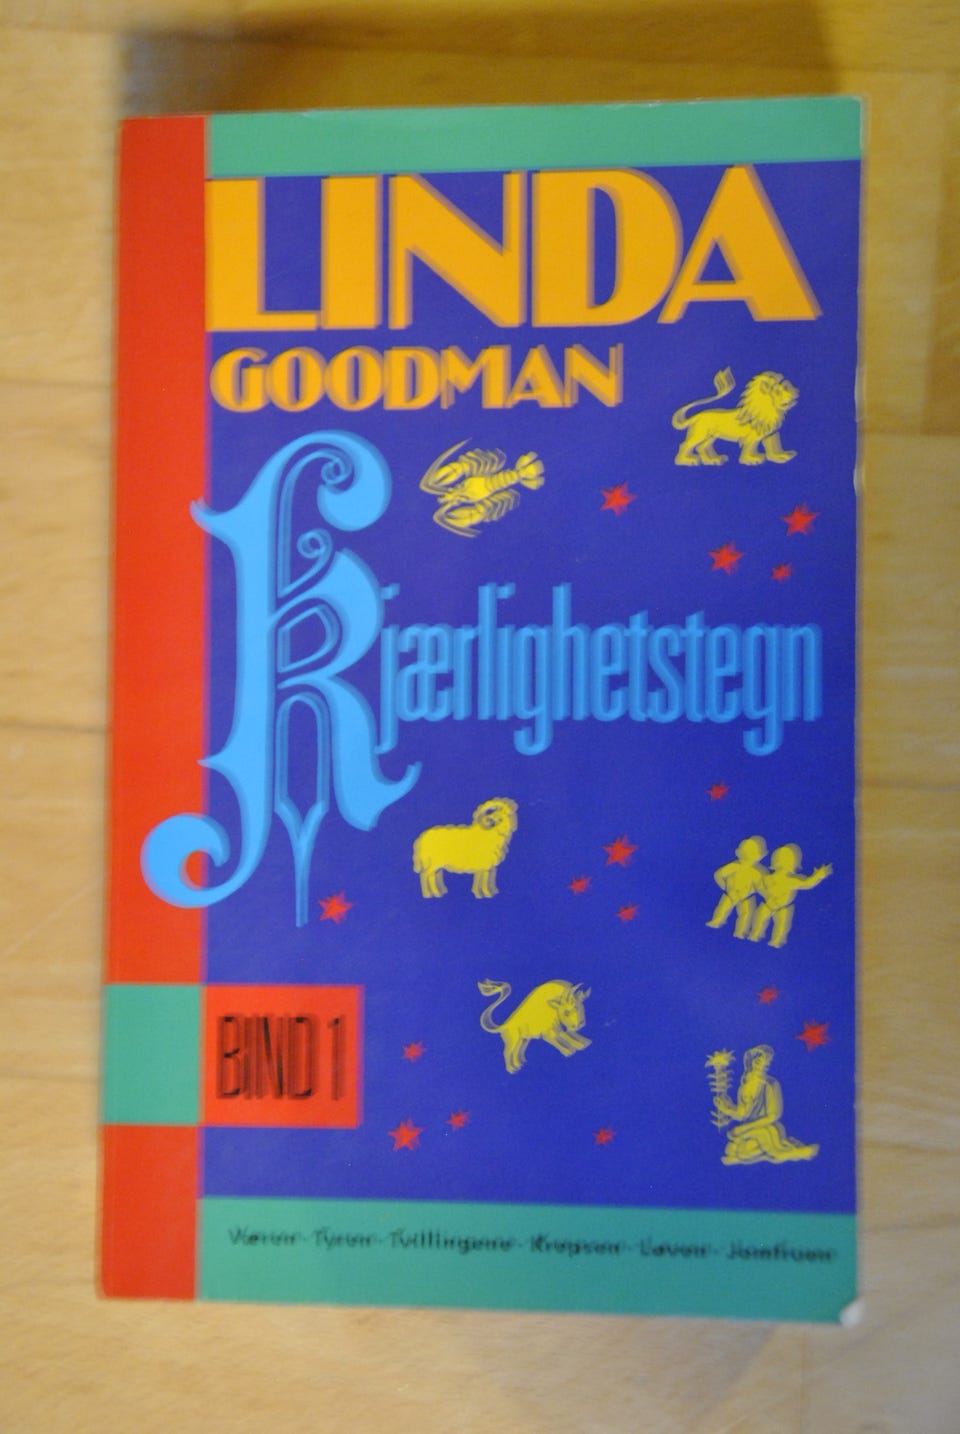 LINDA
GOODMAN
Kjærlighetstegn
BIND 1
Væren · Tyren · Tvillingene · Krepsen · Løven · Jomfruen